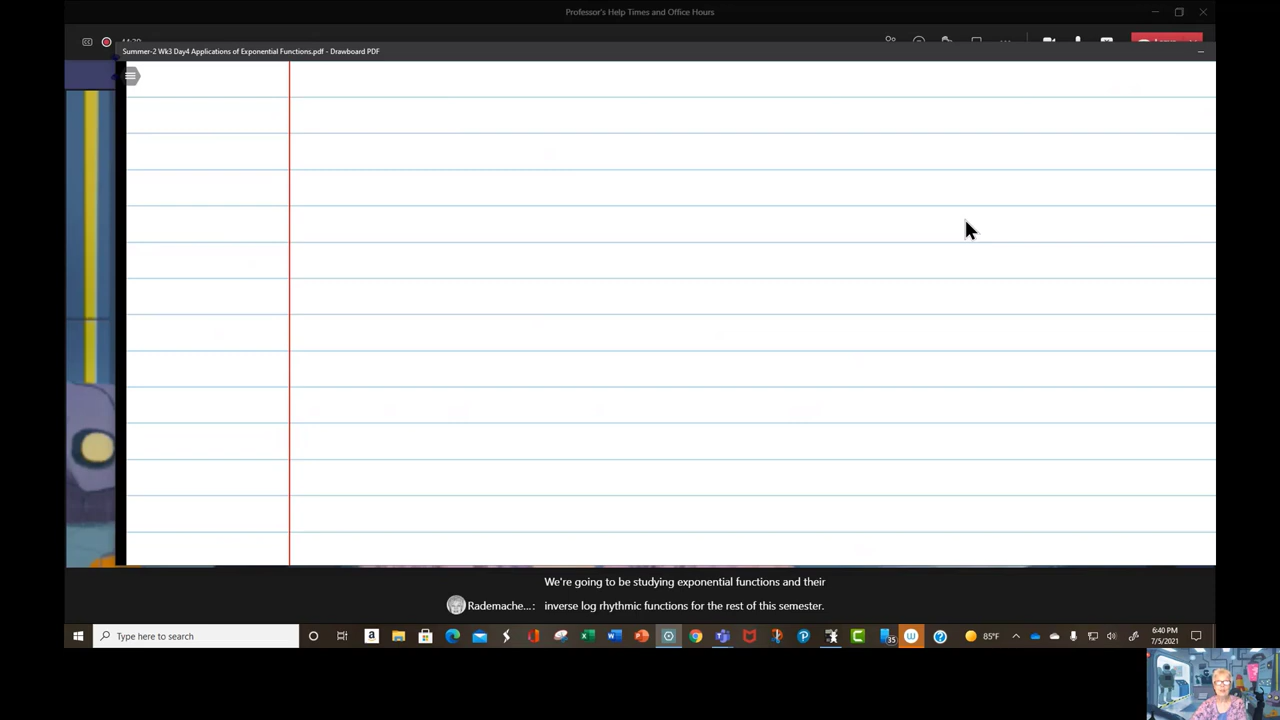 Professor's Help Times and Office Hours
Summer-2 Wk3 Day4 Applications of Exponential Functions.pdf - Drawboard PDF
We're going to be studying exponential functions and their
Rademache...: inverse log rhythmic functions for the rest of this semester.
Type here to search
35
85°F
6:40 PM
7/5/2021